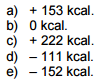 a) + 153 kcal.
b) 0 kcal.
c) + 222 kcal.
d) – 111 kcal.
e) – 152 kcal.